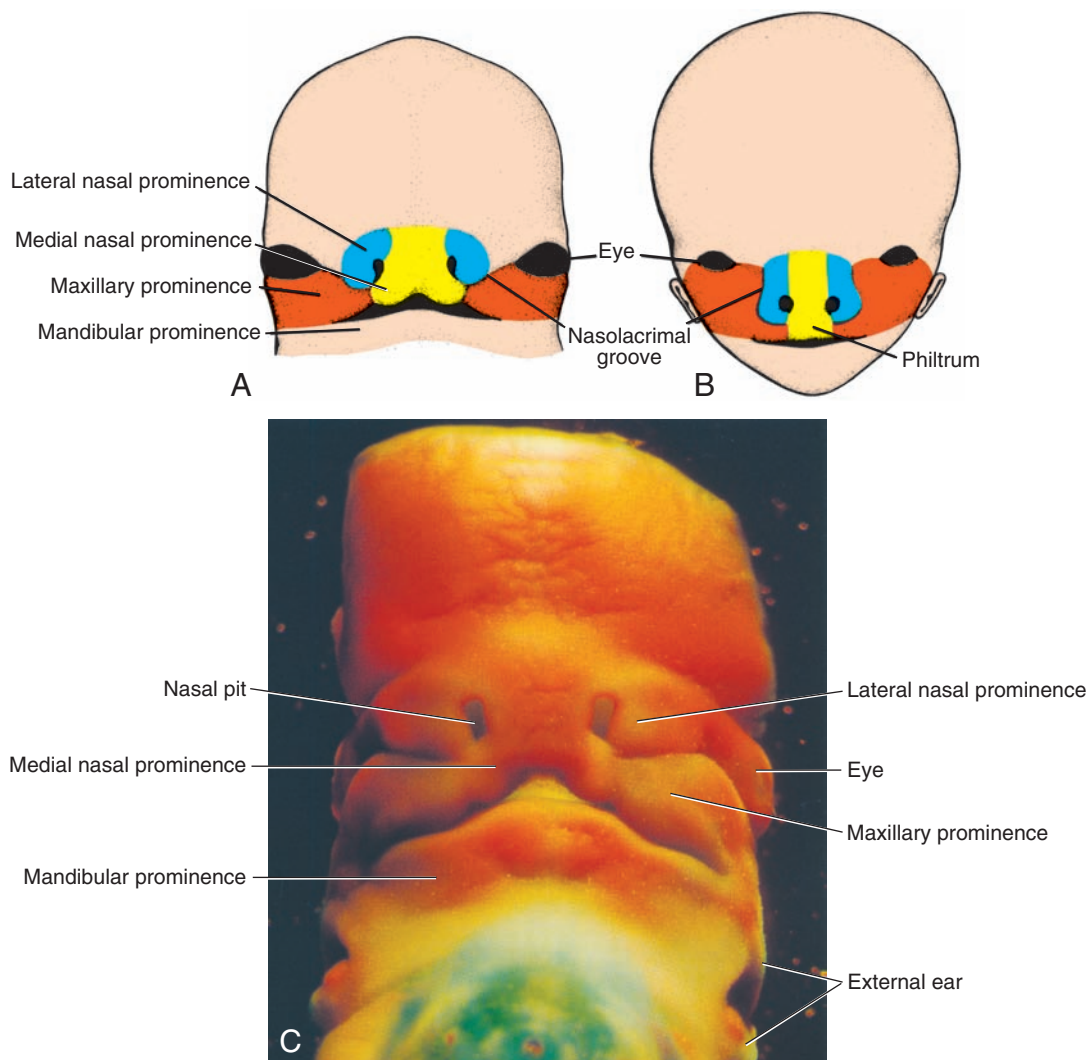 Lateral nasal prominence
Medial nasal prominence
Maxillary prominence
Mandibular prominence
Eye
Nasolacrimal
groove
Philtrum
A
B
Nasal pit
Medial nasal prominence
Mandibular prominence
Lateral nasal prominence
Eye
Maxillary prominence
External ear
C